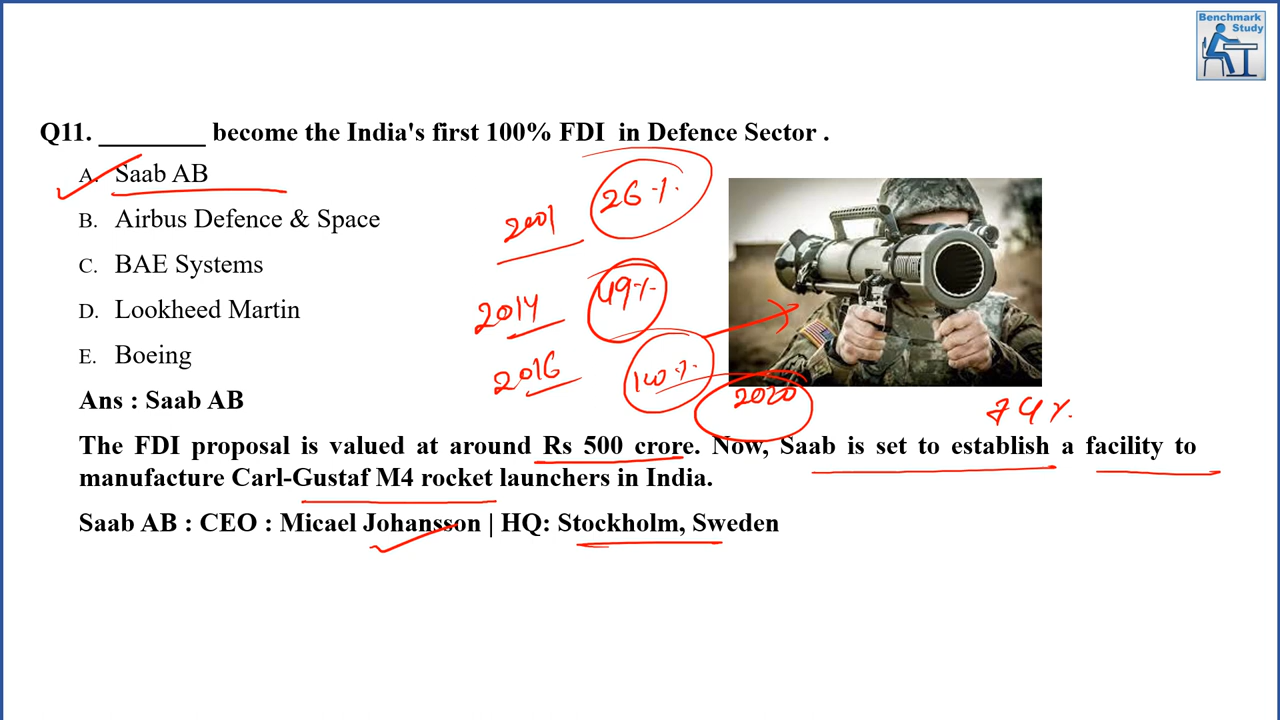 Benchmark
Study
Q11. ________ become the India's first 100% FDI in Defence Sector .
A. Saab AB
B. Airbus Defence & Space
C. BAE Systems
D. Lookheed Martin
E. Boeing
2001 26%
2014 49%
2016 100%
2020
74%
Ans : Saab AB
The FDI proposal is valued at around Rs 500 crore. Now, Saab is set to establish a facility to
manufacture Carl-Gustaf M4 rocket launchers in India.
Saab AB : CEO : Micael Johansson | HQ: Stockholm, Sweden